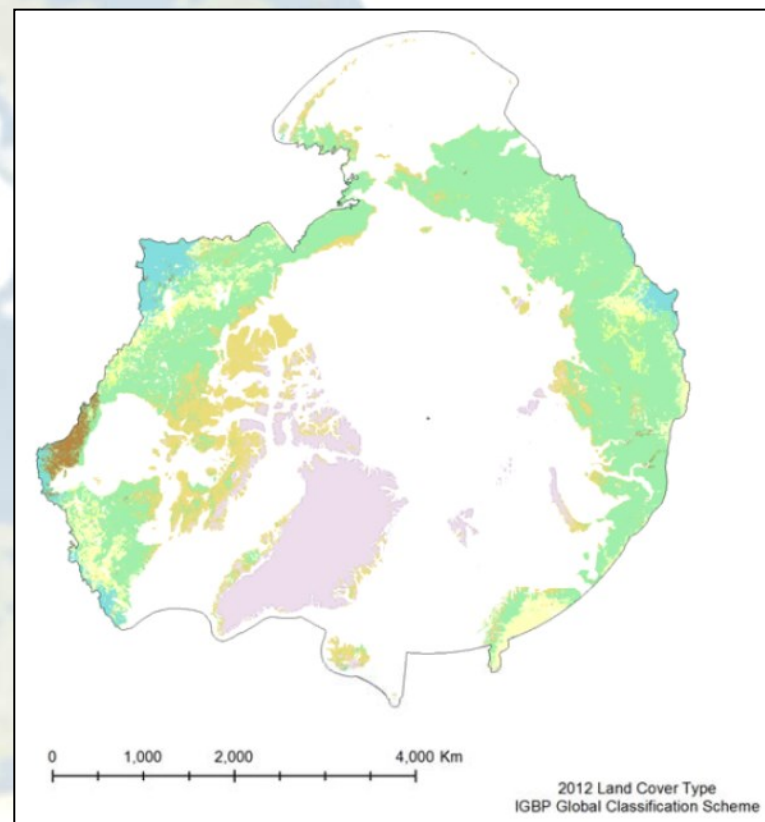 0 1,000 2,000 4,000 Km
2012 Land Cover Type
IGBP Global Classification Scheme